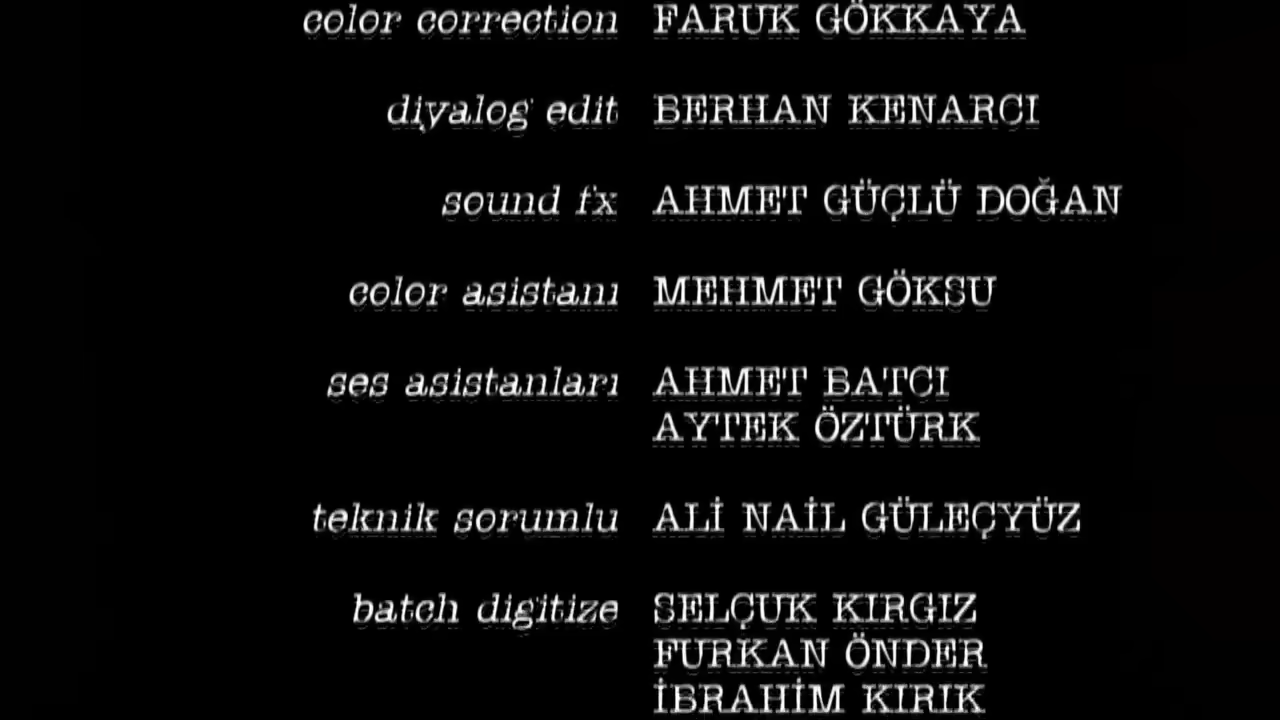 color correction FARUK GÖKKAYA
diyalog edit BERHAN KENARCI
sound fx AHMET GÜÇLÜ DOĞAN
color asistanı MEHMET GÖKSU
ses asistanları AHMET BATCI
AYTEK ÖZTÜRK
teknik sorumlu ALİ NAİL GÜLEÇYÜZ
batch digitize SELÇUK KIRGIZ
FURKAN ÖNDER
İBRAHİM KIRIK